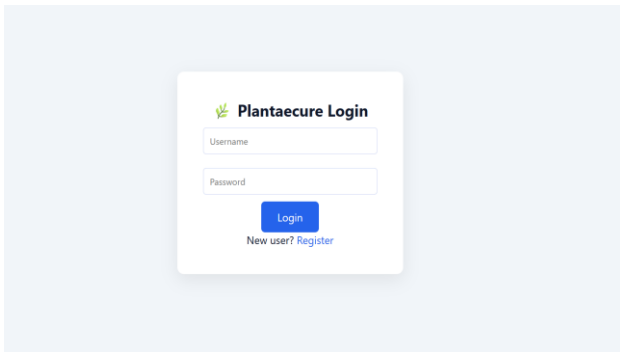 🌿 Plantaecure Login
Username
Password
Login
New user? Register